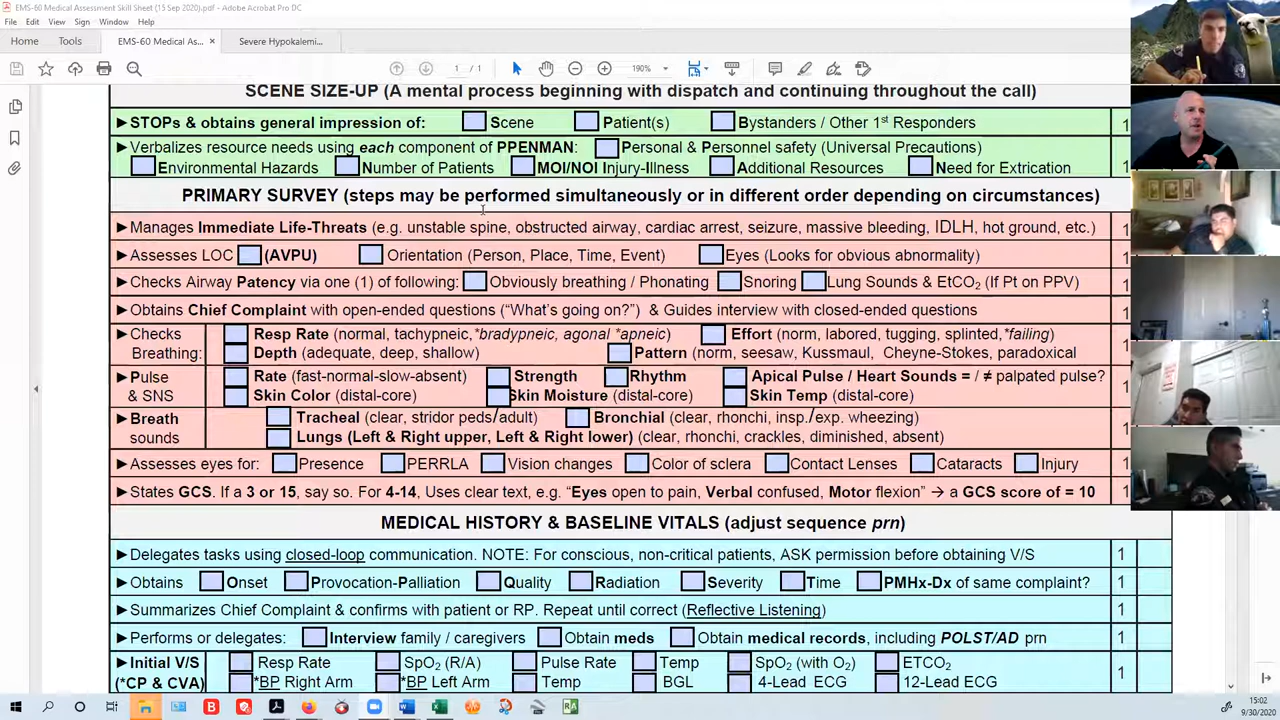 EMS-60 Medical Assessment Skill Sheet (15 Sep 2020).pdf - Adobe Acrobat Pro DC
File Edit View Sign Window Help
Home Tools EMS-60 Medical As... × Severe Hypokalemi...
1 / 1 190%
SCENE SIZE-UP (A mental process beginning with dispatch and continuing throughout the call)
►STOPs & obtains general impression of: Scene Patient(s) Bystanders / Other 1st Responders 1
►Verbalizes resource needs using each component of PPENMAN: Personal & Personnel safety (Universal Precautions)
Environmental Hazards Number of Patients MOI/NOI Injury-Illness Additional Resources Need for Extrication 1
PRIMARY SURVEY (steps may be performed simultaneously or in different order depending on circumstances)
►Manages Immediate Life-Threats (e.g. unstable spine, obstructed airway, cardiac arrest, seizure, massive bleeding, IDLH, hot ground, etc.) 1
►Assesses LOC (AVPU) Orientation (Person, Place, Time, Event) Eyes (Looks for obvious abnormality) 1
►Checks Airway Patency via one (1) of following: Obviously breathing / Phonating Snoring Lung Sounds & EtCO2 (If Pt on PPV) 1
►Obtains Chief Complaint with open-ended questions (“What's going on?”) & Guides interview with closed-ended questions 1
►Checks Resp Rate (normal, tachypneic,*bradypneic, agonal *apneic) Effort (norm, labored, tugging, splinted,*failing)
Breathing: Depth (adequate, deep, shallow) Pattern (norm, seesaw, Kussmaul, Cheyne-Stokes, paradoxical 1
►Pulse Rate (fast-normal-slow-absent) Strength Rhythm Apical Pulse / Heart Sounds = / ≠ palpated pulse?
& SNS Skin Color (distal-core) Skin Moisture (distal-core) Skin Temp (distal-core) 1
►Breath Tracheal (clear, stridor peds/adult) Bronchial (clear, rhonchi, insp./exp. wheezing)
sounds Lungs (Left & Right upper, Left & Right lower) (clear, rhonchi, crackles, diminished, absent) 1
►Assesses eyes for: Presence PERRLA Vision changes Color of sclera Contact Lenses Cataracts Injury 1
►States GCS. If a 3 or 15, say so. For 4-14, Uses clear text, e.g. “Eyes open to pain, Verbal confused, Motor flexion” → a GCS score of = 10 1
MEDICAL HISTORY & BASELINE VITALS (adjust sequence prn)
►Delegates tasks using closed-loop communication. NOTE: For conscious, non-critical patients, ASK permission before obtaining V/S 1
►Obtains Onset Provocation-Palliation Quality Radiation Severity Time PMHx-Dx of same complaint? 1
►Summarizes Chief Complaint & confirms with patient or RP. Repeat until correct (Reflective Listening) 1
►Performs or delegates: Interview family / caregivers Obtain meds Obtain medical records, including POLST/AD prn 1
►Initial V/S Resp Rate SpO2 (R/A) Pulse Rate Temp SpO2 (with O2) ETCO2
(*CP & CVA) *BP Right Arm *BP Left Arm Temp BGL 4-Lead ECG 12-Lead ECG 1
15:02
9/30/2020